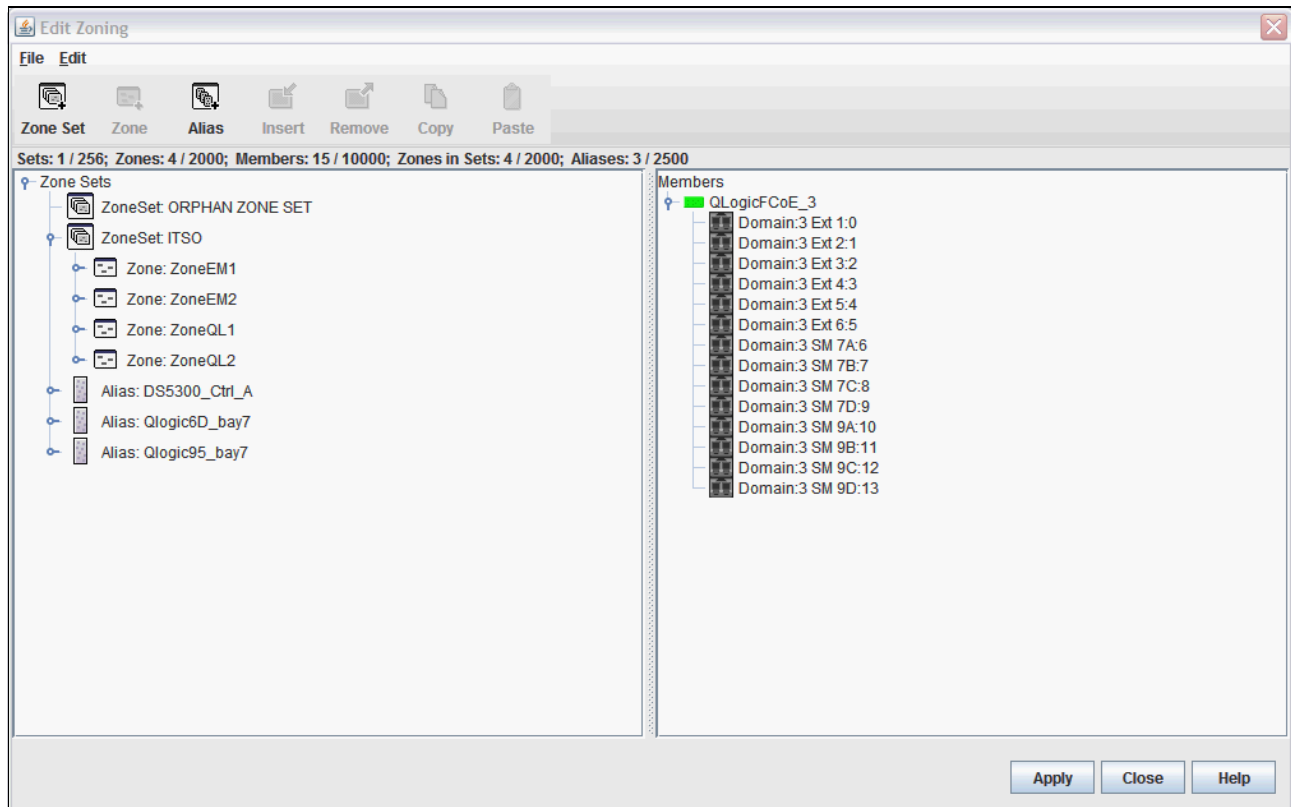 Edit Zoning
File Edit
Zone Set Zone Alias Insert Remove Copy Paste
Sets: 1 / 256; Zones: 4 / 2000; Members: 15 / 10000; Zones in Sets: 4 / 2000; Aliases: 3 / 2500
Zone Sets
ZoneSet: ORPHAN ZONE SET
ZoneSet: ITSO
Zone: ZoneEM1
Zone: ZoneEM2
Zone: ZoneQL1
Zone: ZoneQL2
Alias: DS5300_Ctrl_A
Alias: Qlogic6D_bay7
Alias: Qlogic95_bay7
Members
QLogicFCoE_3
Domain:3 Ext 1:0
Domain:3 Ext 2:1
Domain:3 Ext 3:2
Domain:3 Ext 4:3
Domain:3 Ext 5:4
Domain:3 Ext 6:5
Domain:3 SM 7A:6
Domain:3 SM 7B:7
Domain:3 SM 7C:8
Domain:3 SM 7D:9
Domain:3 SM 9A:10
Domain:3 SM 9B:11
Domain:3 SM 9C:12
Domain:3 SM 9D:13
Apply Close Help